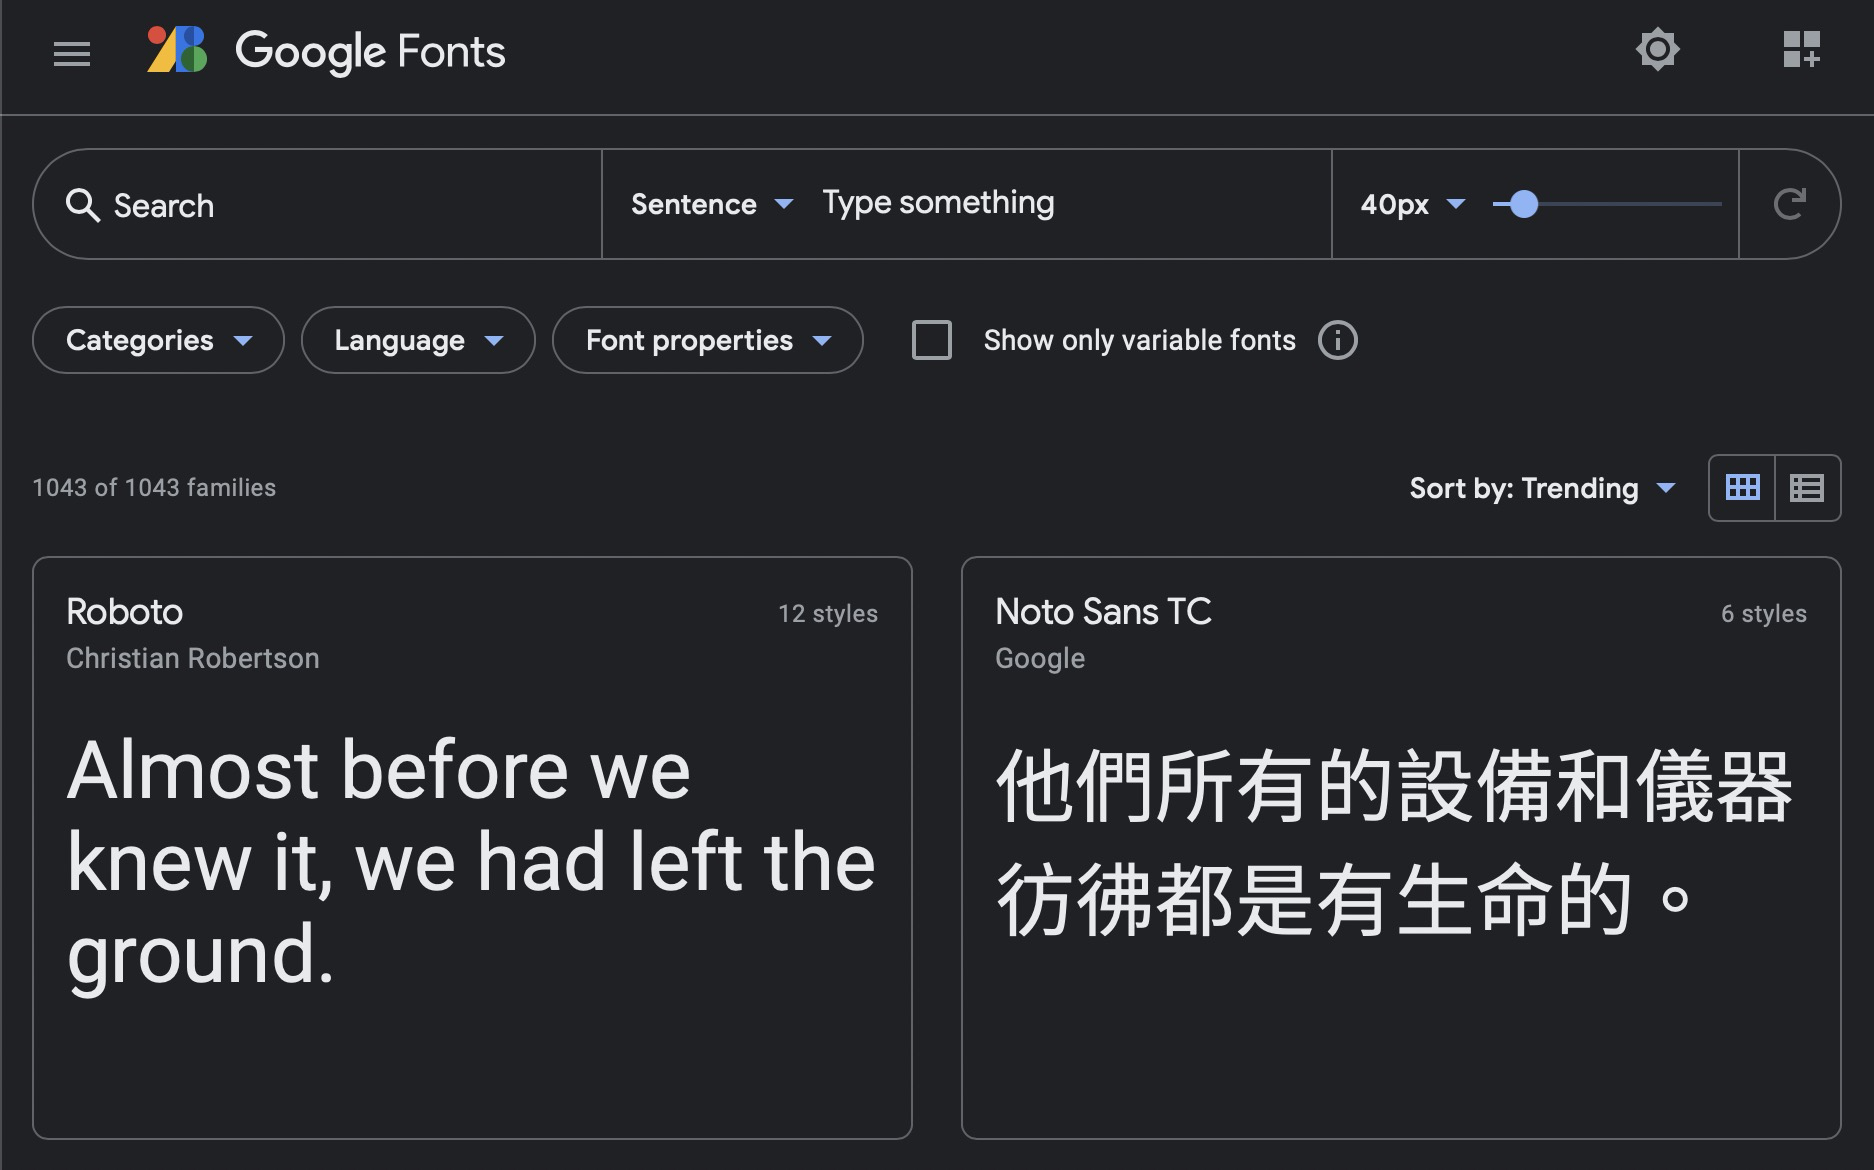 Google Fonts
Search
Sentence
Type something
40px
Categories
Language
Font properties
Show only variable fonts
1043 of 1043 families
Sort by: Trending
Roboto
12 styles
Christian Robertson
Almost before we
knew it, we had left the
ground.
Noto Sans TC
6 styles
Google
他們所有的設備和儀器
彷彿都是有生命的。